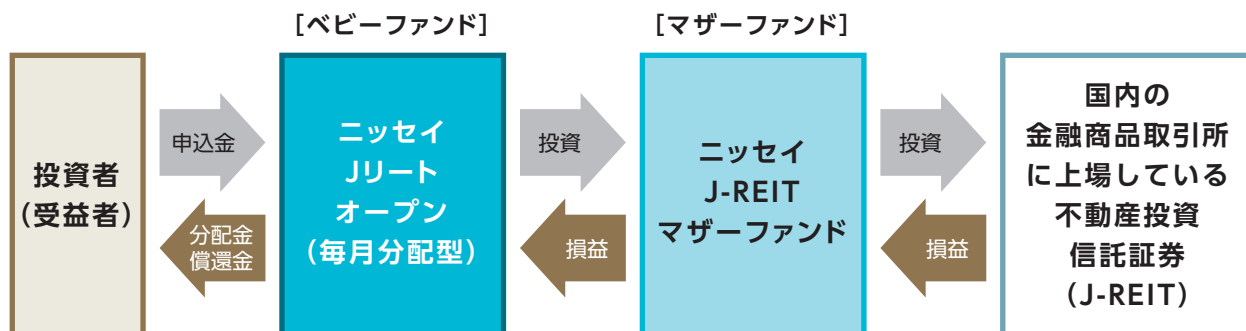 [ベビーファンド]
[マザーファンド]
投資者
(受益者)
申込金
分配金
償還金
ニッセイ
Jリート
オープン
(毎月分配型)
投資
損益
ニッセイ
J-REIT
マザーファンド
投資
損益
国内の
金融商品取引所
に上場している
不動産投資
信託証券
(J-REIT)